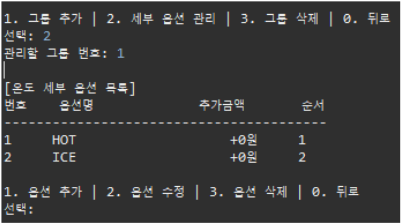 1. 그룹 추가 | 2. 세부 옵션 관리 | 3. 그룹 삭제 | 0. 뒤로
선택: 2
관리할 그룹 번호: 1
[온도 세부 옵션 목록]
번호 옵션명 추가금액 순서
----------------------------------------
1 HOT +0원 1
2 ICE +0원 2
1. 옵션 추가 | 2. 옵션 수정 | 3. 옵션 삭제 | 0. 뒤로
선택: